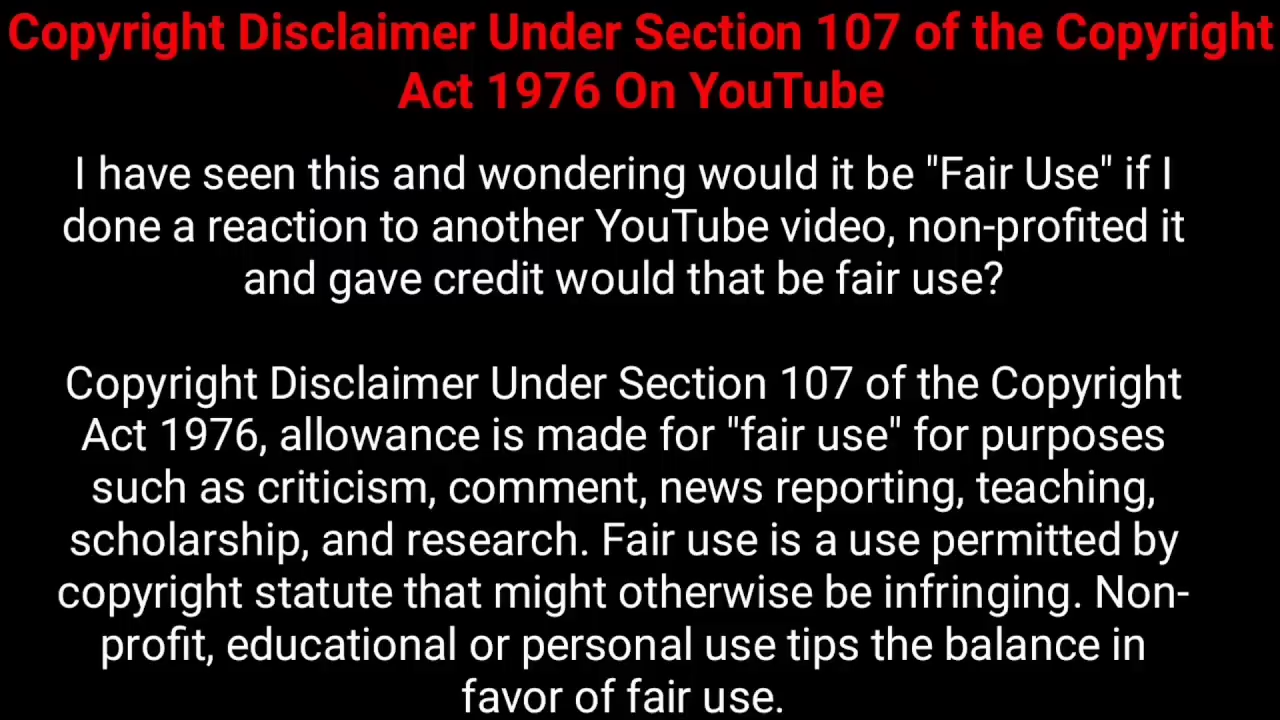 Copyright Disclaimer Under Section 107 of the Copyright
Act 1976 On YouTube
I have seen this and wondering would it be "Fair Use" if I
done a reaction to another YouTube video, non-profited it
and gave credit would that be fair use?
Copyright Disclaimer Under Section 107 of the Copyright
Act 1976, allowance is made for "fair use" for purposes
such as criticism, comment, news reporting, teaching,
scholarship, and research. Fair use is a use permitted by
copyright statute that might otherwise be infringing. Non-
profit, educational or personal use tips the balance in
favor of fair use.